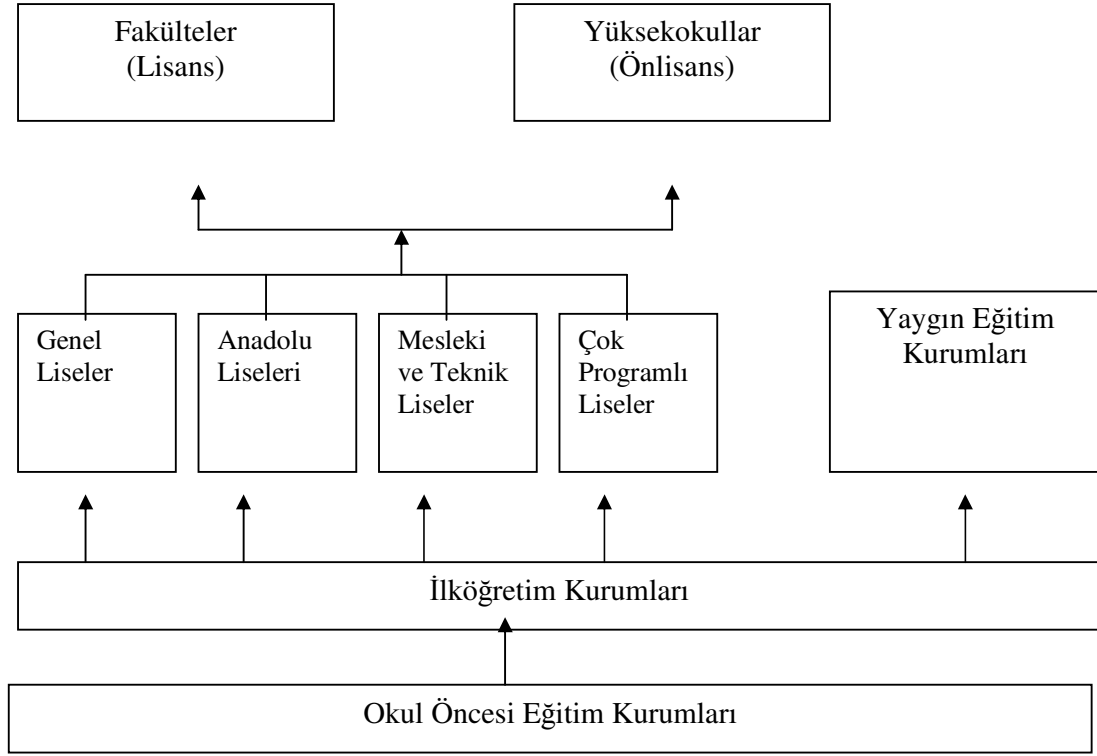 Fakülteler
(Lisans)
Yüksekokullar
(Önlisans)
Genel
Liseler
Anadolu
Liseleri
Mesleki
ve Teknik
Liseler
Çok
Programlı
Liseler
Yaygın Eğitim
Kurumları
İlköğretim Kurumları
Okul Öncesi Eğitim Kurumları